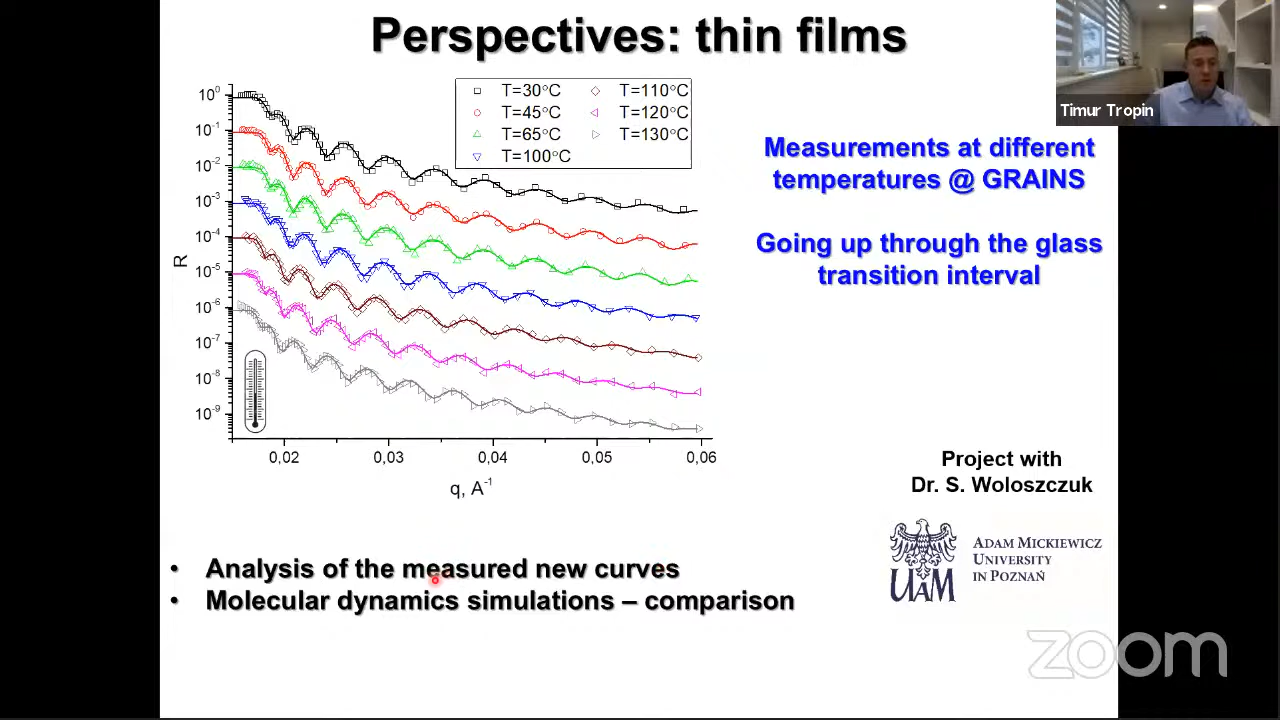 Perspectives: thin films
Timur Tropin
T=30°C
T=45°C
T=65°C
T=100°C
T=110°C
T=120°C
T=130°C
10⁰
10⁻¹
10⁻²
10⁻³
10⁻⁴
10⁻⁵
10⁻⁶
10⁻⁷
10⁻⁸
10⁻⁹
R
0,02
0,03
0,04
0,05
0,06
q, A⁻¹
Measurements at different
temperatures @ GRAINS
Going up through the glass
transition interval
Project with
Dr. S. Woloszczuk
UAM
ADAM MICKIEWICZ
UNIVERSITY
IN POZNAŃ
• Analysis of the measured new curves
• Molecular dynamics simulations – comparison
zoom